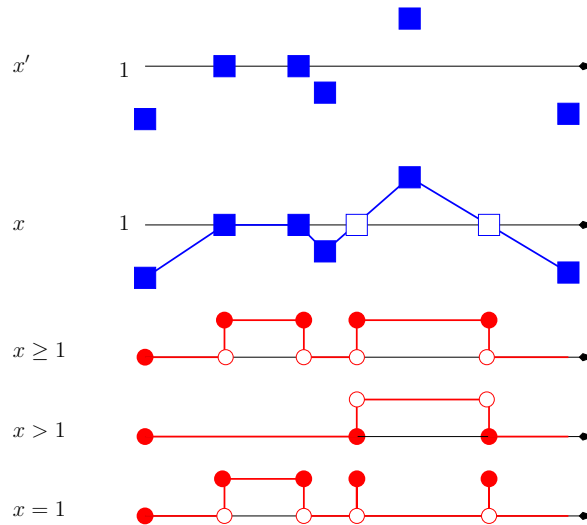 x′ 1
x 1
x ≥ 1
x > 1
x = 1